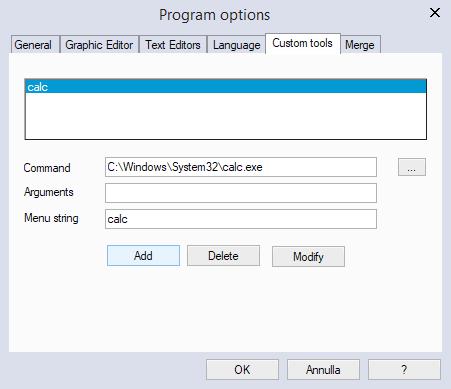 Program options
General Graphic Editor Text Editors Language Custom tools Merge
calc
Command C:\Windows\System32\calc.exe ...
Arguments
Menu string calc
Add Delete Modify
OK Annulla ?